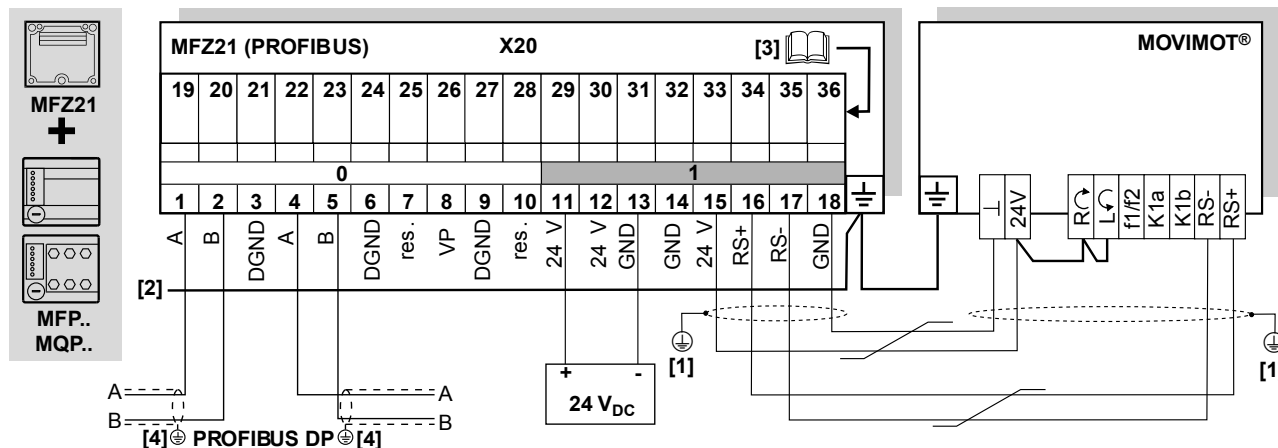 MFZ21 (PROFIBUS) X20 [3] MOVIMOT®
MFZ21
+
MFP..
MQP..
19 20 21 22 23 24 25 26 27 28 29 30 31 32 33 34 35 36
0 1
1 2 3 4 5 6 7 8 9 10 11 12 13 14 15 16 17 18
A B DGND A B DGND res. VP DGND res. 24 V 24 V GND GND 24 V RS+ RS- GND
⊥ 24V R L f1/f2 K1a K1b RS- RS+
[2]
[1] [1
+ -
24 VDC
A A
B B
[4] PROFIBUS DP [4]